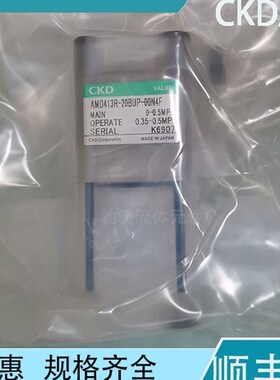 CKD
CKD VALVE
AMD413R-20BUP-00N4F
MAIN 0-0.5MP
OPERATE 0.35-0.5MP
SERIAL K6907
CKD Corporation MADE IN JAPAN
惠 规格齐全
顺丰